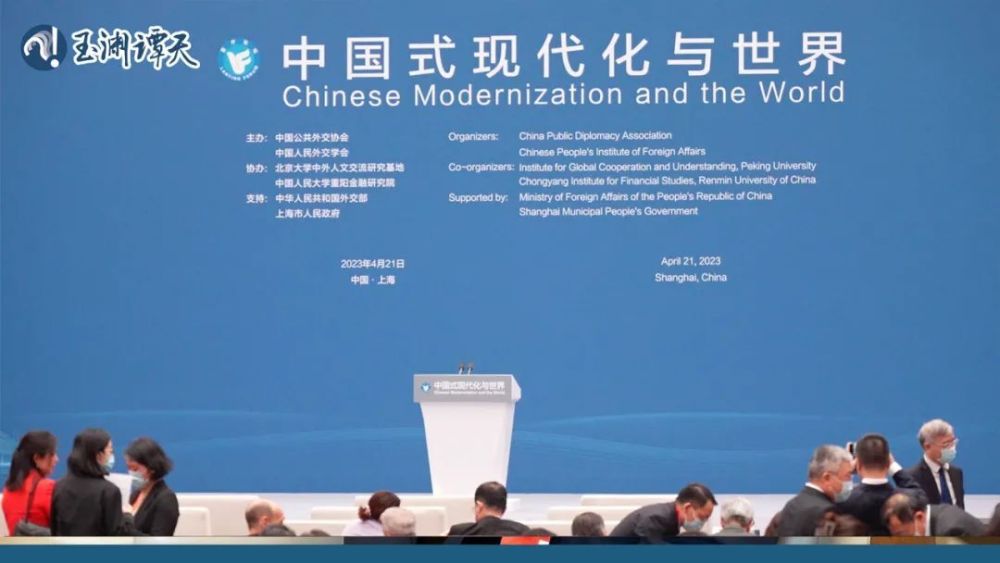 玉渊谭天
LANTING FORUM
中国式现代化与世界
Chinese Modernization and the World
主办：中国公共外交协会
中国人民外交学会
协办：北京大学中外人文交流研究基地
中国人民大学重阳金融研究院
支持：中华人民共和国外交部
上海市人民政府
Organizers: China Public Diplomacy Association
Chinese People's Institute of Foreign Affairs
Co-organizers: Institute for Global Cooperation and Understanding, Peking University
Chongyang Institute for Financial Studies, Renmin University of China
Supported by: Ministry of Foreign Affairs of the People's Republic of China
Shanghai Municipal People's Government
2023年4月21日
中国·上海
April 21, 2023
Shanghai, China
中国式现代化与世界
Chinese Modernization and the World